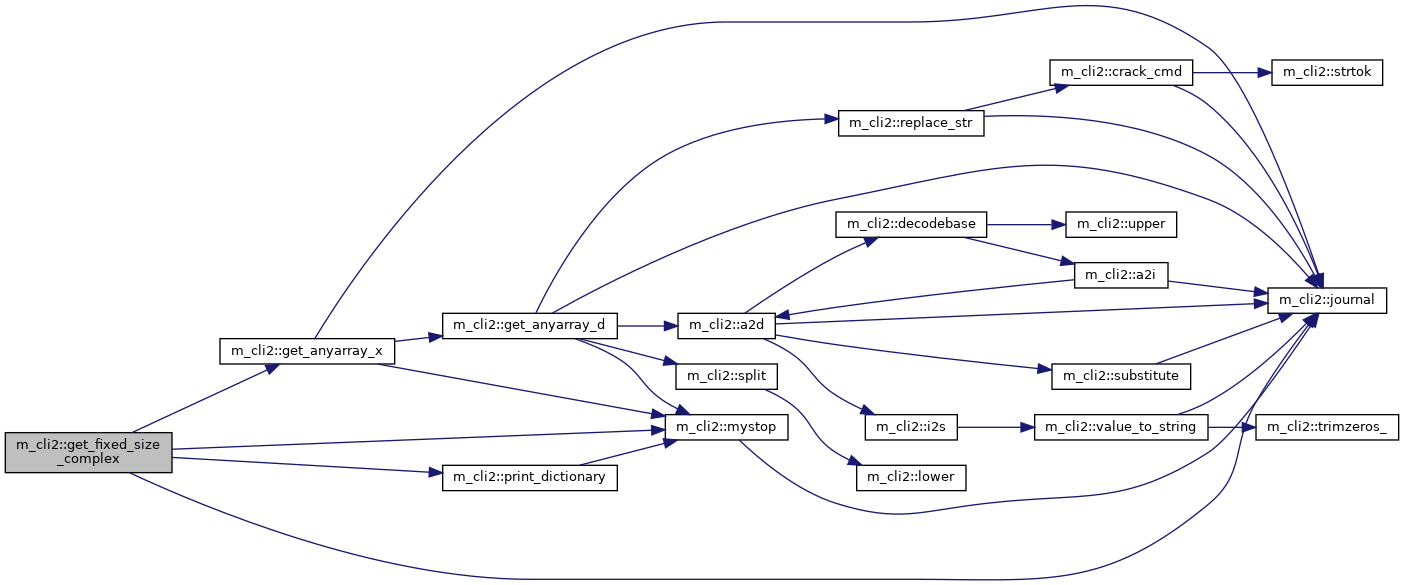 m_cli2::crack_cmd
m_cli2::strtok
m_cli2::replace_str
m_cli2::decodebase
m_cli2::upper
m_cli2::a2i
m_cli2::journal
m_cli2::get_anyarray_d
m_cli2::a2d
m_cli2::get_anyarray_x
m_cli2::split
m_cli2::substitute
m_cli2::mystop
m_cli2::i2s
m_cli2::value_to_string
m_cli2::trimzeros_
m_cli2::get_fixed_size
_complex
m_cli2::print_dictionary
m_cli2::lower